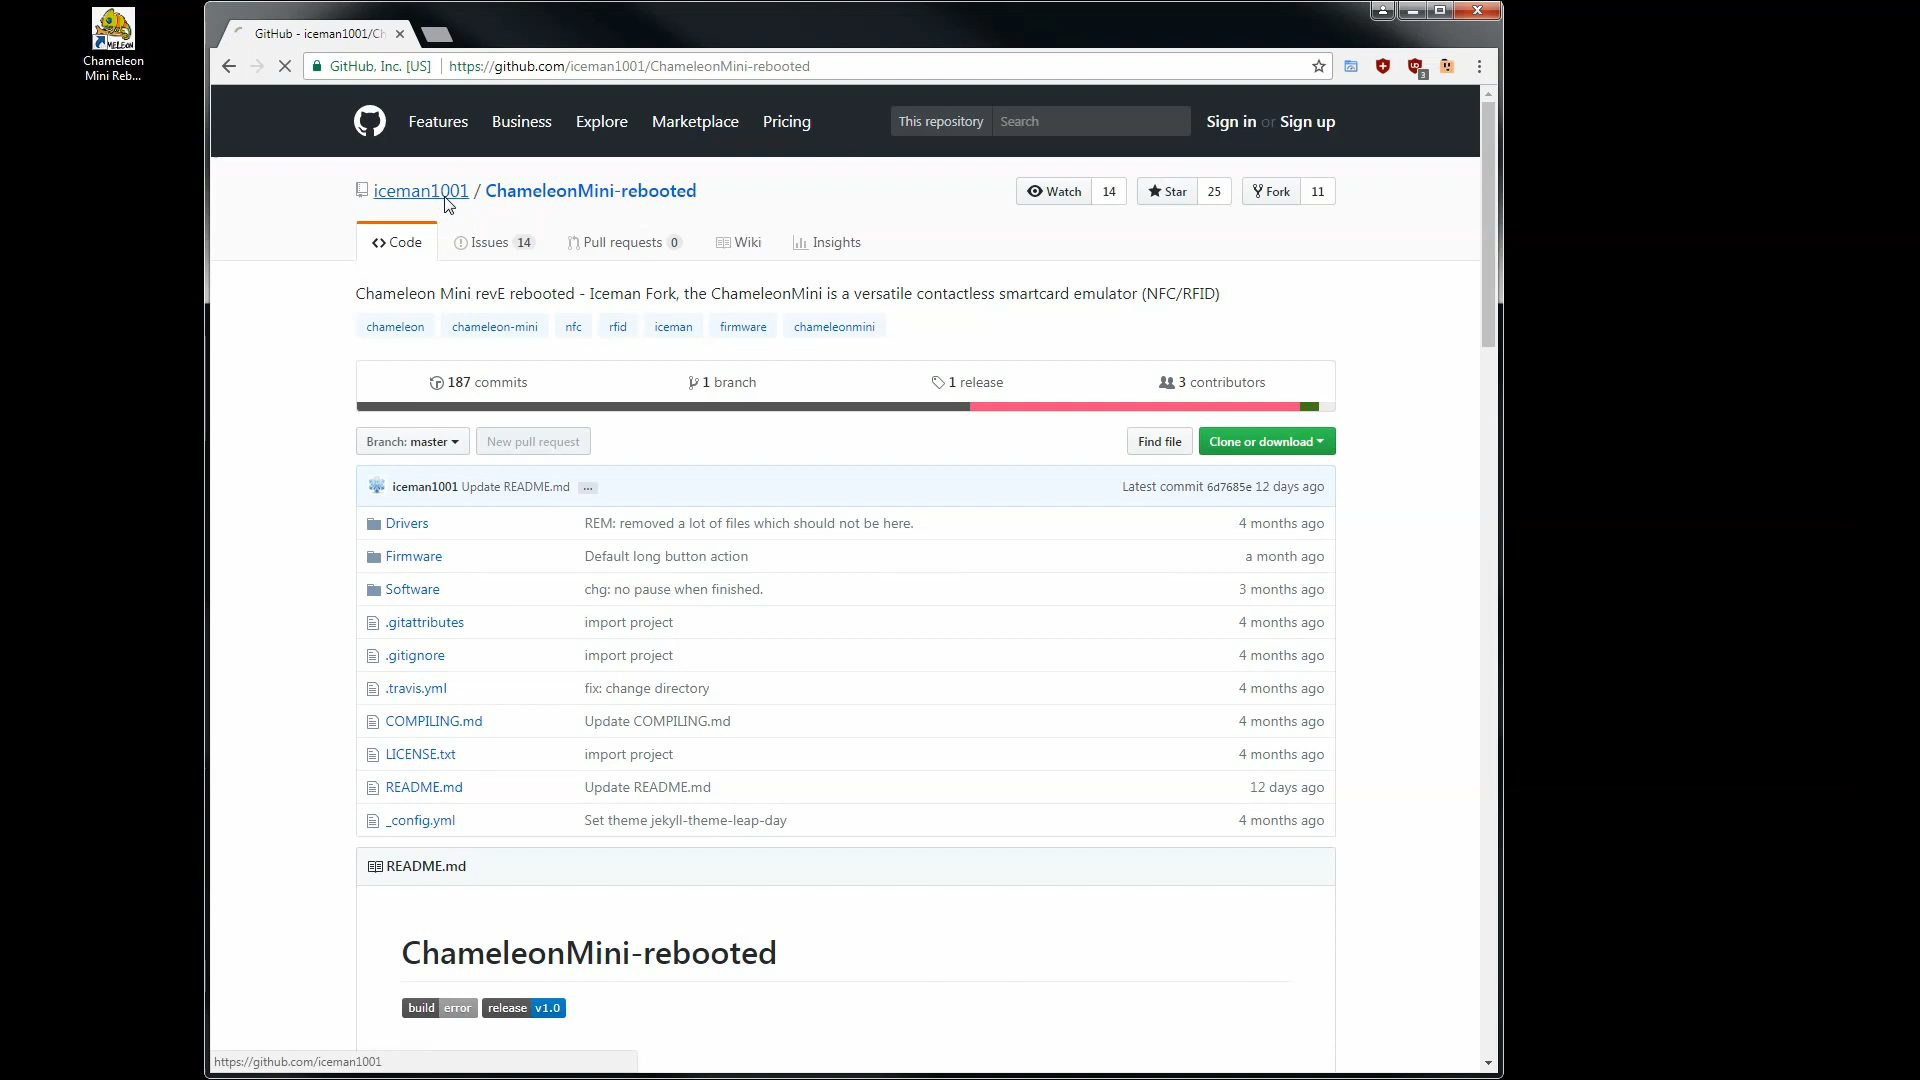 Chameleon
Mini Reb...
GitHub - iceman1001/Ch
GitHub, Inc. [US] https://github.com/iceman1001/ChameleonMini-rebooted
3
Features Business Explore Marketplace Pricing This repository Search Sign in or Sign up
iceman1001 / ChameleonMini-rebooted Watch 14 Star 25 Fork 11
Code Issues 14 Pull requests 0 Wiki Insights
Chameleon Mini revE rebooted - Iceman Fork, the ChameleonMini is a versatile contactless smartcard emulator (NFC/RFID)
chameleon chameleon-mini nfc rfid iceman firmware chameleonmini
187 commits 1 branch 1 release 3 contributors
Branch: master New pull request Find file Clone or download
iceman1001 Update README.md ... Latest commit 6d7685e 12 days ago
Drivers REM: removed a lot of files which should not be here. 4 months ago
Firmware Default long button action a month ago
Software chg: no pause when finished. 3 months ago
.gitattributes import project 4 months ago
.gitignore import project 4 months ago
.travis.yml fix: change directory 4 months ago
COMPILING.md Update COMPILING.md 4 months ago
LICENSE.txt import project 4 months ago
README.md Update README.md 12 days ago
_config.yml Set theme jekyll-theme-leap-day 4 months ago
README.md
ChameleonMini-rebooted
build error release v1.0
https://github.com/iceman1001